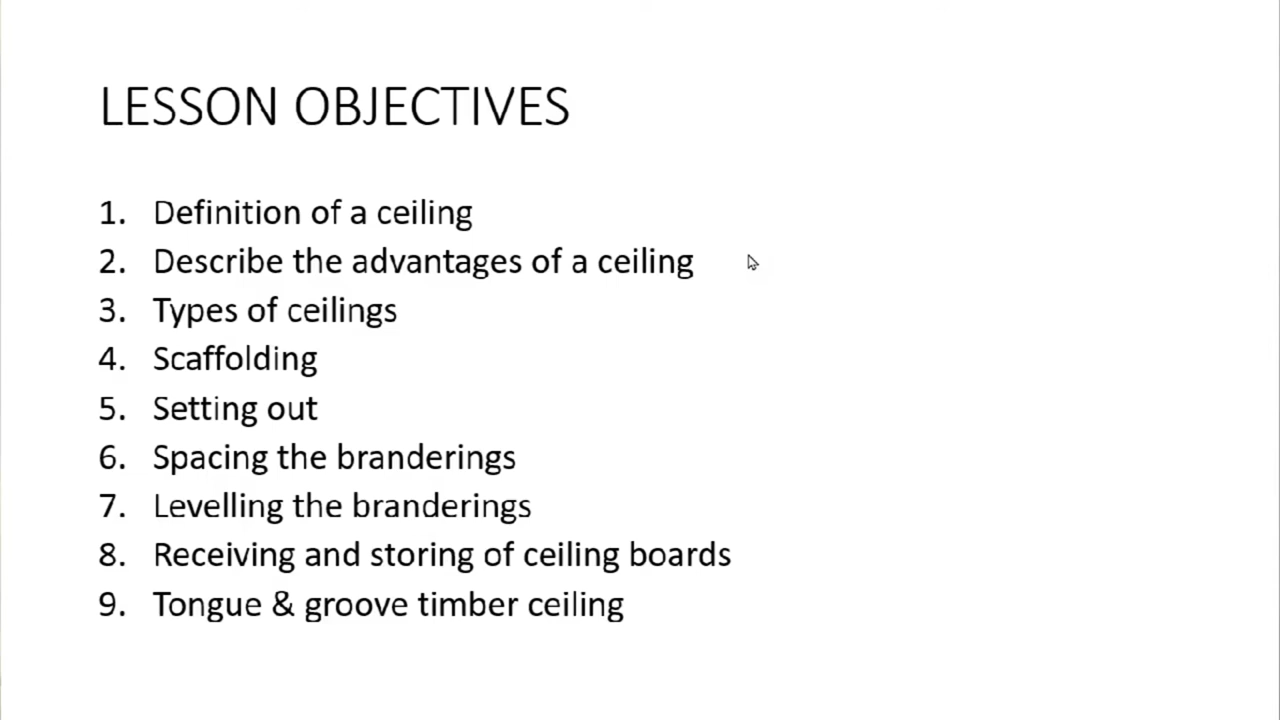 LESSON OBJECTIVES
1. Definition of a ceiling
2. Describe the advantages of a ceiling
3. Types of ceilings
4. Scaffolding
5. Setting out
6. Spacing the branderings
7. Levelling the branderings
8. Receiving and storing of ceiling boards
9. Tongue & groove timber ceiling